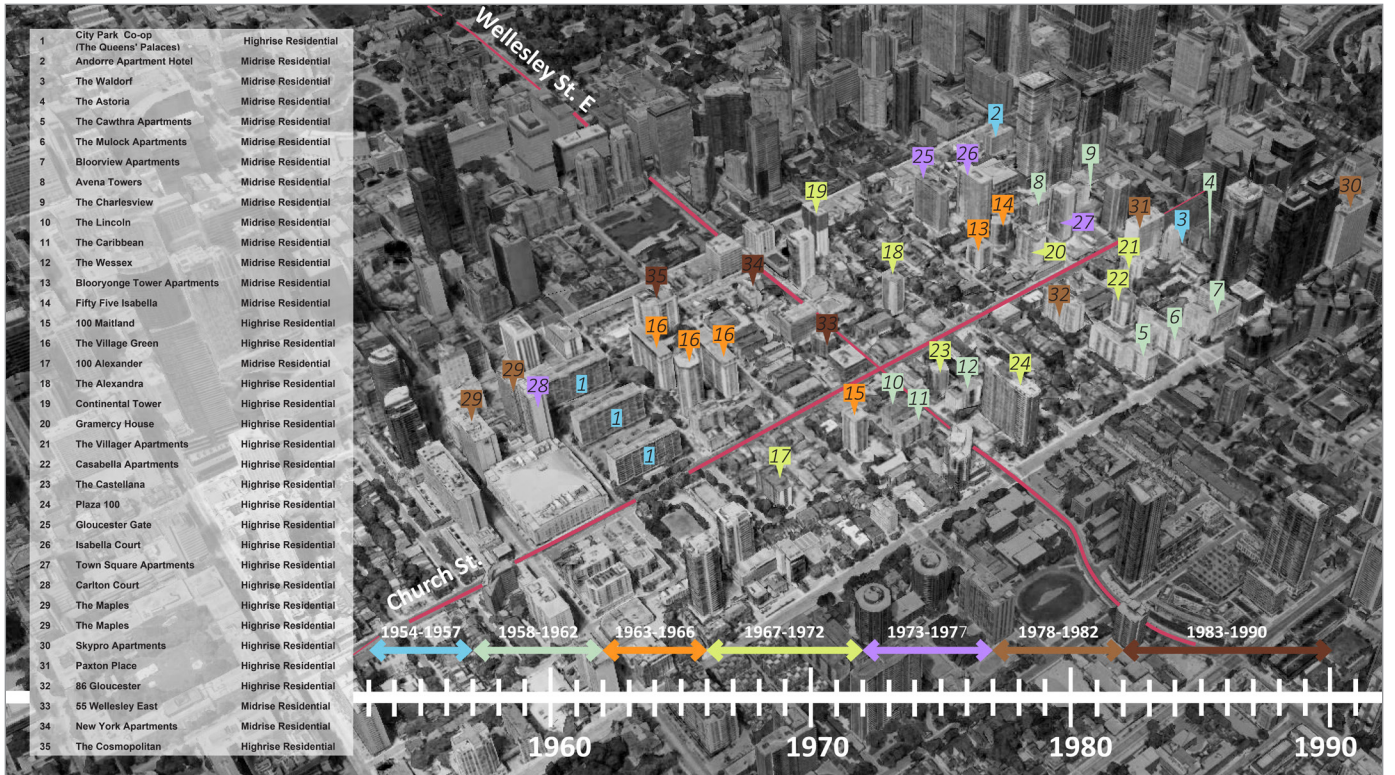 1 City Park Co-op (The Queens' Palaces) Highrise Residential
2 Andorre Apartment Hotel Midrise Residential
3 The Waldorf Midrise Residential
4 The Astoria Midrise Residential
5 The Cawthra Apartments Midrise Residential
6 The Mulock Apartments Midrise Residential
7 Bloorview Apartments Midrise Residential
8 Avena Towers Midrise Residential
9 The Charlesview Midrise Residential
10 The Lincoln Midrise Residential
11 The Caribbean Midrise Residential
12 The Wessex Midrise Residential
13 Blooryonge Tower Apartments Midrise Residential
14 Fifty Five Isabella Midrise Residential
15 100 Maitland Highrise Residential
16 The Village Green Highrise Residential
17 100 Alexander Midrise Residential
18 The Alexandra Highrise Residential
19 Continental Tower Highrise Residential
20 Gramercy House Highrise Residential
21 The Villager Apartments Highrise Residential
22 Casabella Apartments Highrise Residential
23 The Castellana Highrise Residential
24 Plaza 100 Highrise Residential
25 Gloucester Gate Highrise Residential
26 Isabella Court Highrise Residential
27 Town Square Apartments Highrise Residential
28 Carlton Court Highrise Residential
29 The Maples Highrise Residential
29 The Maples Highrise Residential
30 Skypro Apartments Highrise Residential
31 Paxton Place Highrise Residential
32 86 Gloucester Highrise Residential
33 55 Wellesley East Midrise Residential
34 New York Apartments Midrise Residential
35 The Cosmopolitan Highrise Residential
Wellesley St. E
2
25
26
9
8
4
30
19
14
31
27
3
13
20
21
18
34
35
32
22
7
16
16
16
33
6
5
23
12
24
29
29
28
1
10
11
15
1
1
17
Church St.
1954-1957
1958-1962
1963-1966
1967-1972
1973-1977
1978-1982
1983-1990
1960
1970
1980
1990